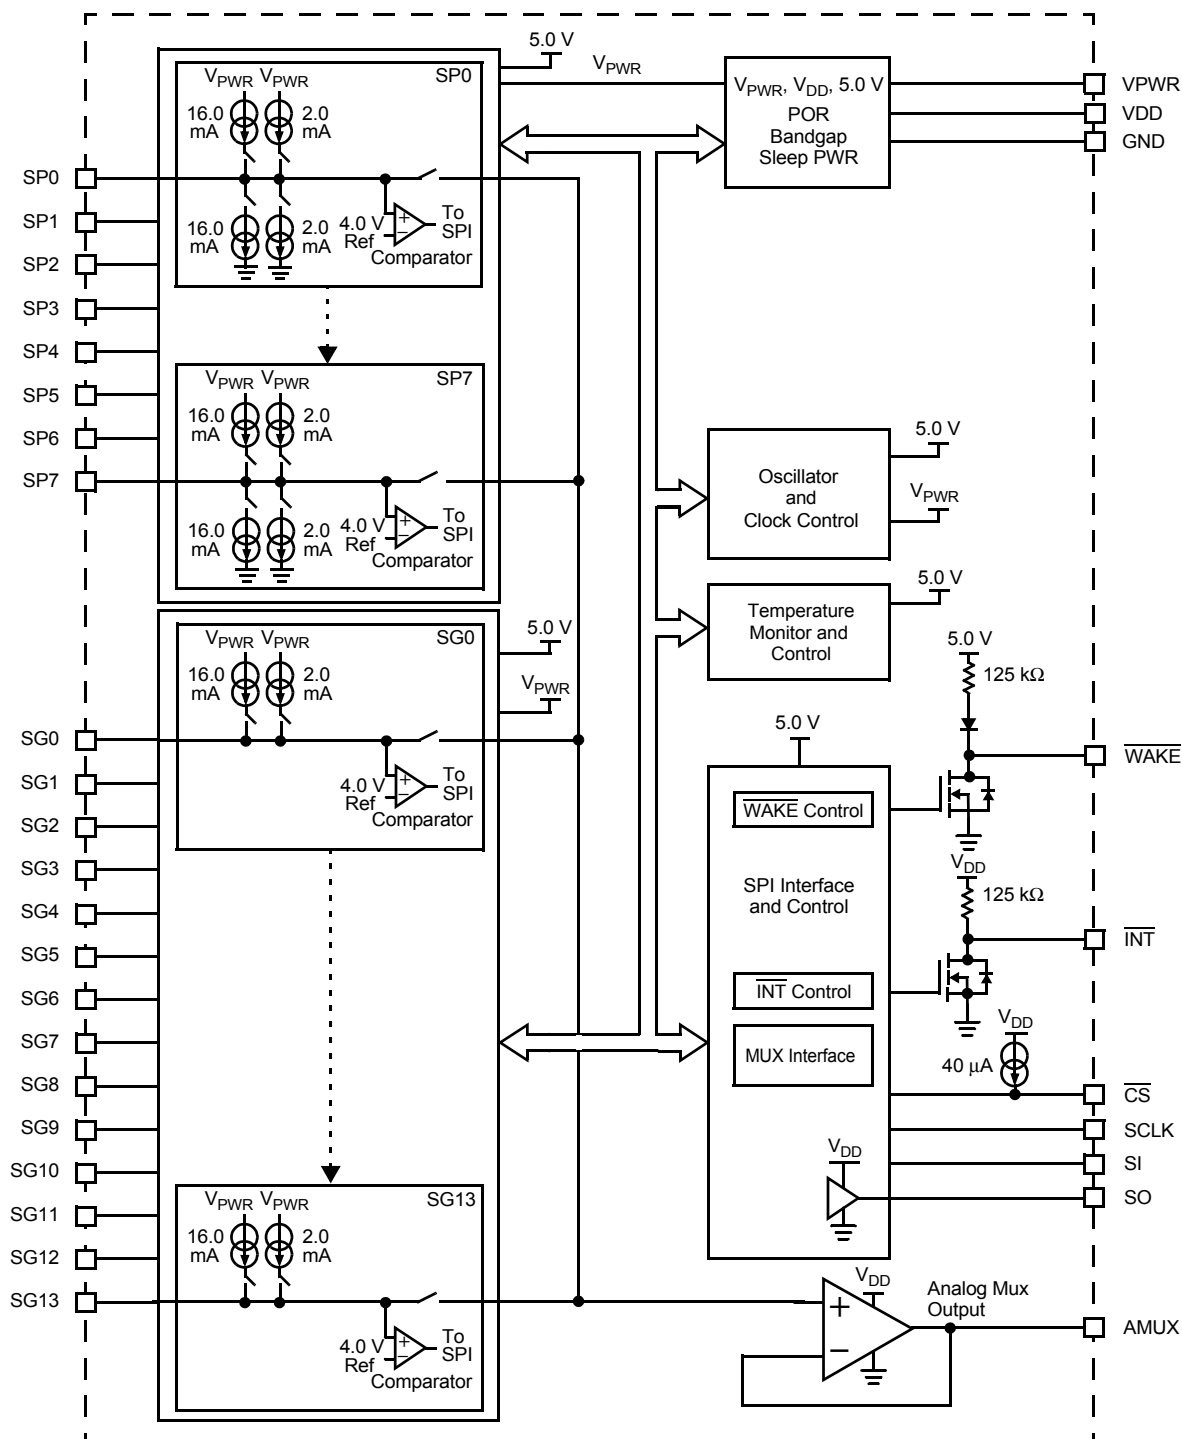 SP0
SP1
SP2
SP3
SP4
SP5
SP6
SP7
SG0
SG1
SG2
SG3
SG4
SG5
SG6
SG7
SG8
SG9
SG10
SG11
SG12
SG13
5.0 V
VPWR
SP0
VPWR VPWR
16.0
mA
2.0
mA
16.0
mA
2.0
mA
4.0 V
Ref
+
−
To
SPI
Comparator
SP7
VPWR VPWR
16.0
mA
2.0
mA
16.0
mA
2.0
mA
4.0 V
Ref
+
−
To
SPI
Comparator
5.0 V
VPWR
SG0
VPWR VPWR
16.0
mA
2.0
mA
4.0 V
Ref
+
−
To
SPI
Comparator
SG13
VPWR VPWR
16.0
mA
2.0
mA
4.0 V
Ref
+
−
To
SPI
Comparator
VPWR, VDD, 5.0 V
POR
Bandgap
Sleep PWR
VPWR
VDD
GND
5.0 V
VPWR
Oscillator
and
Clock Control
5.0 V
Temperature
Monitor and
Control
5.0 V
125 kΩ
5.0 V
WAKE
WAKE Control
SPI Interface
and Control
VDD
125 kΩ
INT
INT Control
MUX Interface
VDD
40 μA
CS
SCLK
SI
SO
VDD
VDD
+
−
Analog Mux
Output
AMUX